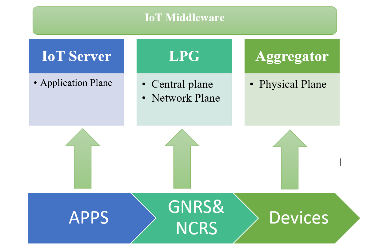 IoT Middleware
IoT Server
• Application Plane
LPG
• Central plane
• Network Plane
Aggregator
• Physical Plane
APPS
GNRS&
NCRS
Devices